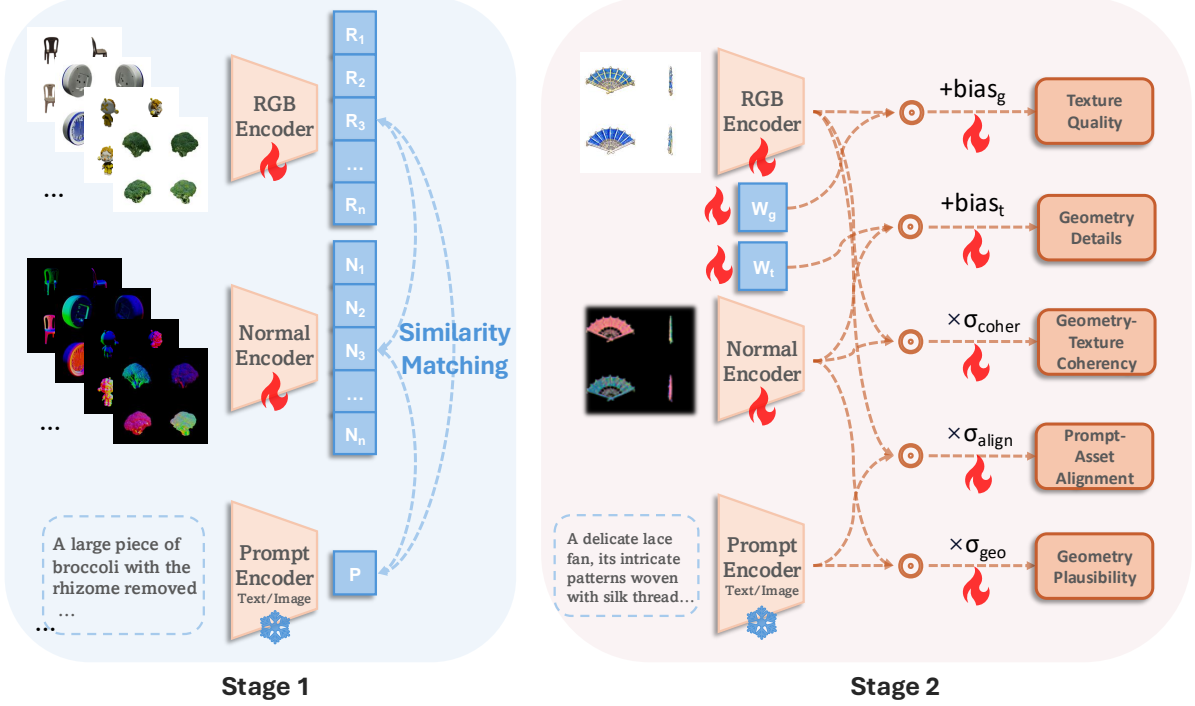 RGB
Encoder
R1
R2
R3
...
Rn
...
Normal
Encoder
N1
N2
N3
...
Nn
Similarity
Matching
...
A large piece of
broccoli with the
rhizome removed
...
...
Prompt
Encoder
Text/Image
P
Stage 1
RGB
Encoder
Wg
Wt
Normal
Encoder
A delicate lace
fan, its intricate
patterns woven
with silk thread...
Prompt
Encoder
Text/Image
+biasg
Texture
Quality
+biast
Geometry
Details
×σcoher
Geometry-
Texture
Coherency
×σalign
Prompt-
Asset
Alignment
×σgeo
Geometry
Plausibility
Stage 2